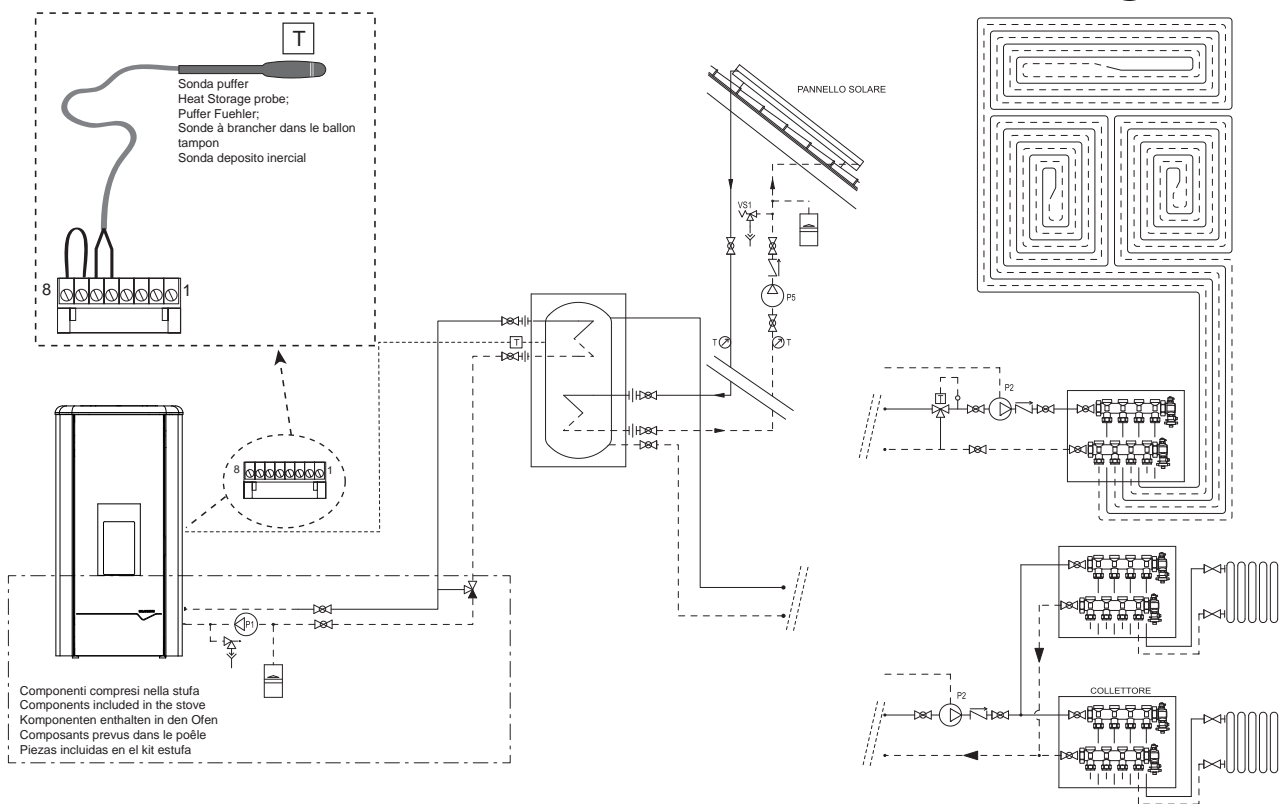 T
Sonda puffer
Heat Storage probe;
Puffer Fuehler;
Sonde à brancher dans le ballon
tampon
Sonda deposito inercial
8
1
PANNELLO SOLARE
VS1
P5
T
T
T
8
1
T
P2
P1
Componenti compresi nella stufa
Components included in the stove
Komponenten enthalten in den Ofen
Composants prevus dans le poêle
Piezas incluidas en el kit estufa
P2
COLLETTORE